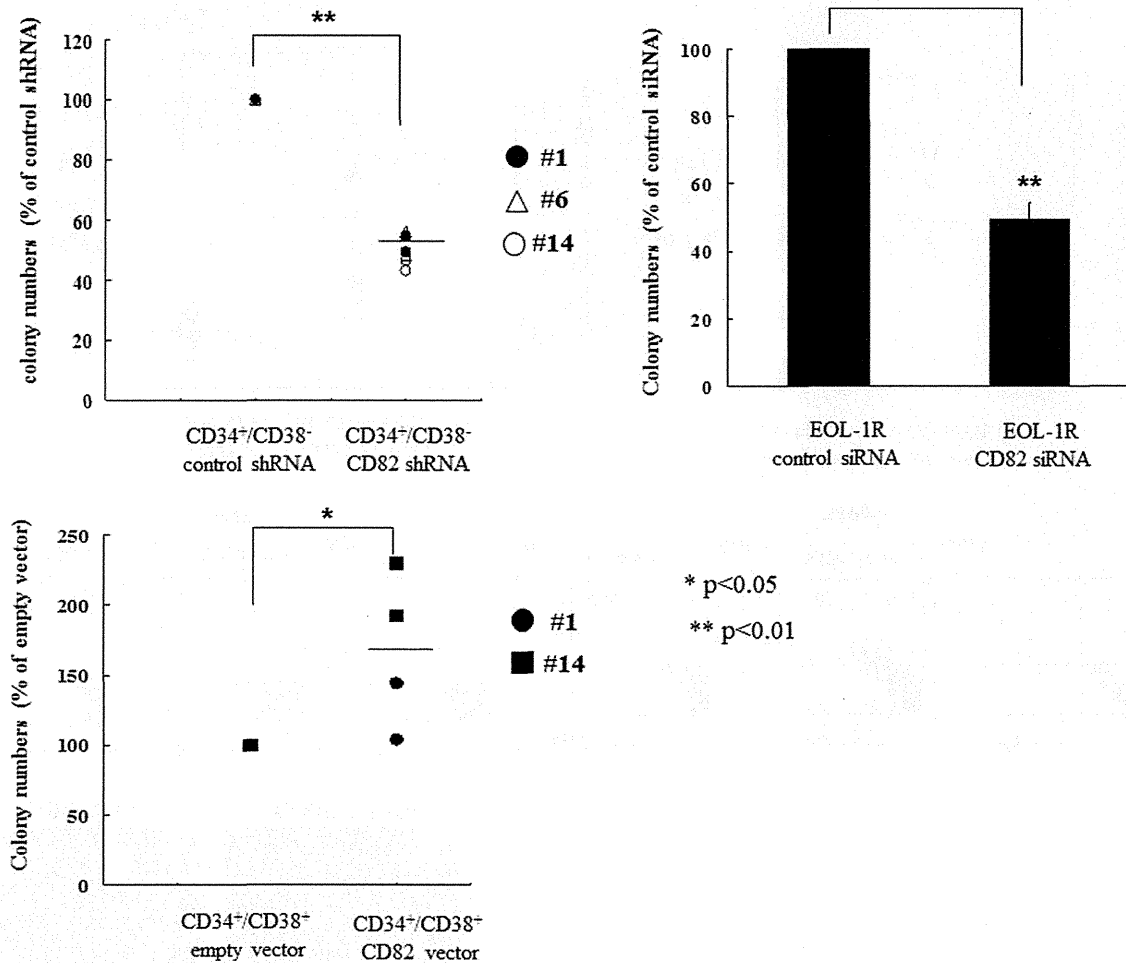 **
colony numbers (% of control shRNA)
120
100
80
60
40
20
0
CD34+/CD38-
control shRNA
CD34+/CD38-
CD82 shRNA
#1
#6
#14
Colony numbers (% of control siRNA)
100
80
60
40
20
0
**
EOL-1R
control siRNA
EOL-1R
CD82 siRNA
Colony numbers (% of empty vector)
*
250
200
150
100
50
0
CD34+/CD38+
empty vector
CD34+/CD38+
CD82 vector
#1
#14
* p<0.05
** p<0.01